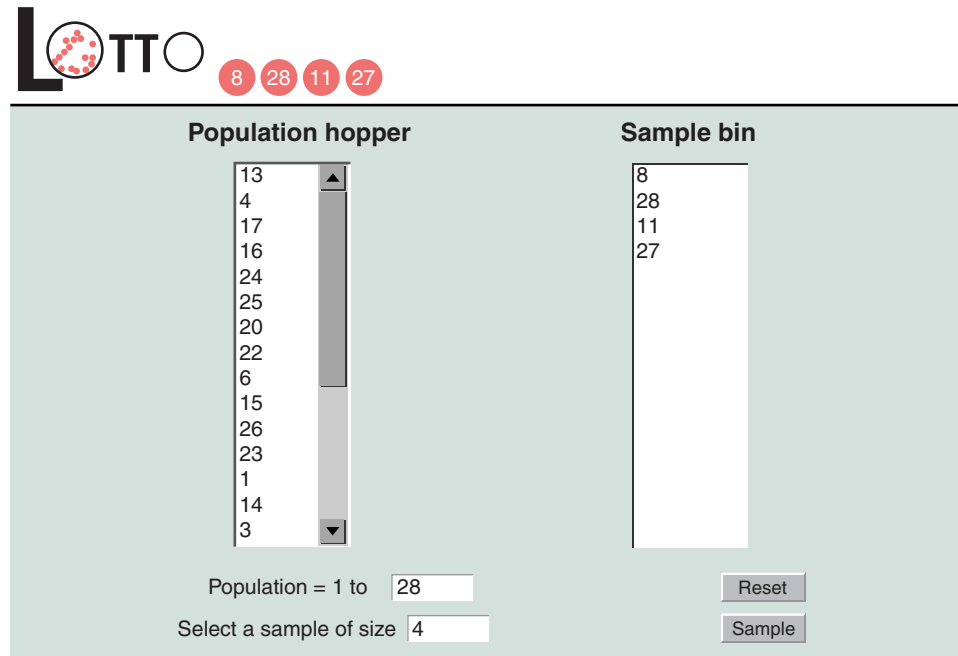 LOTTO
8 28 11 27
Population hopper
Sample bin
13
4
17
16
24
25
20
22
6
15
26
23
1
14
3
8
28
11
27
Population = 1 to 28
Reset
Select a sample of size 4
Sample